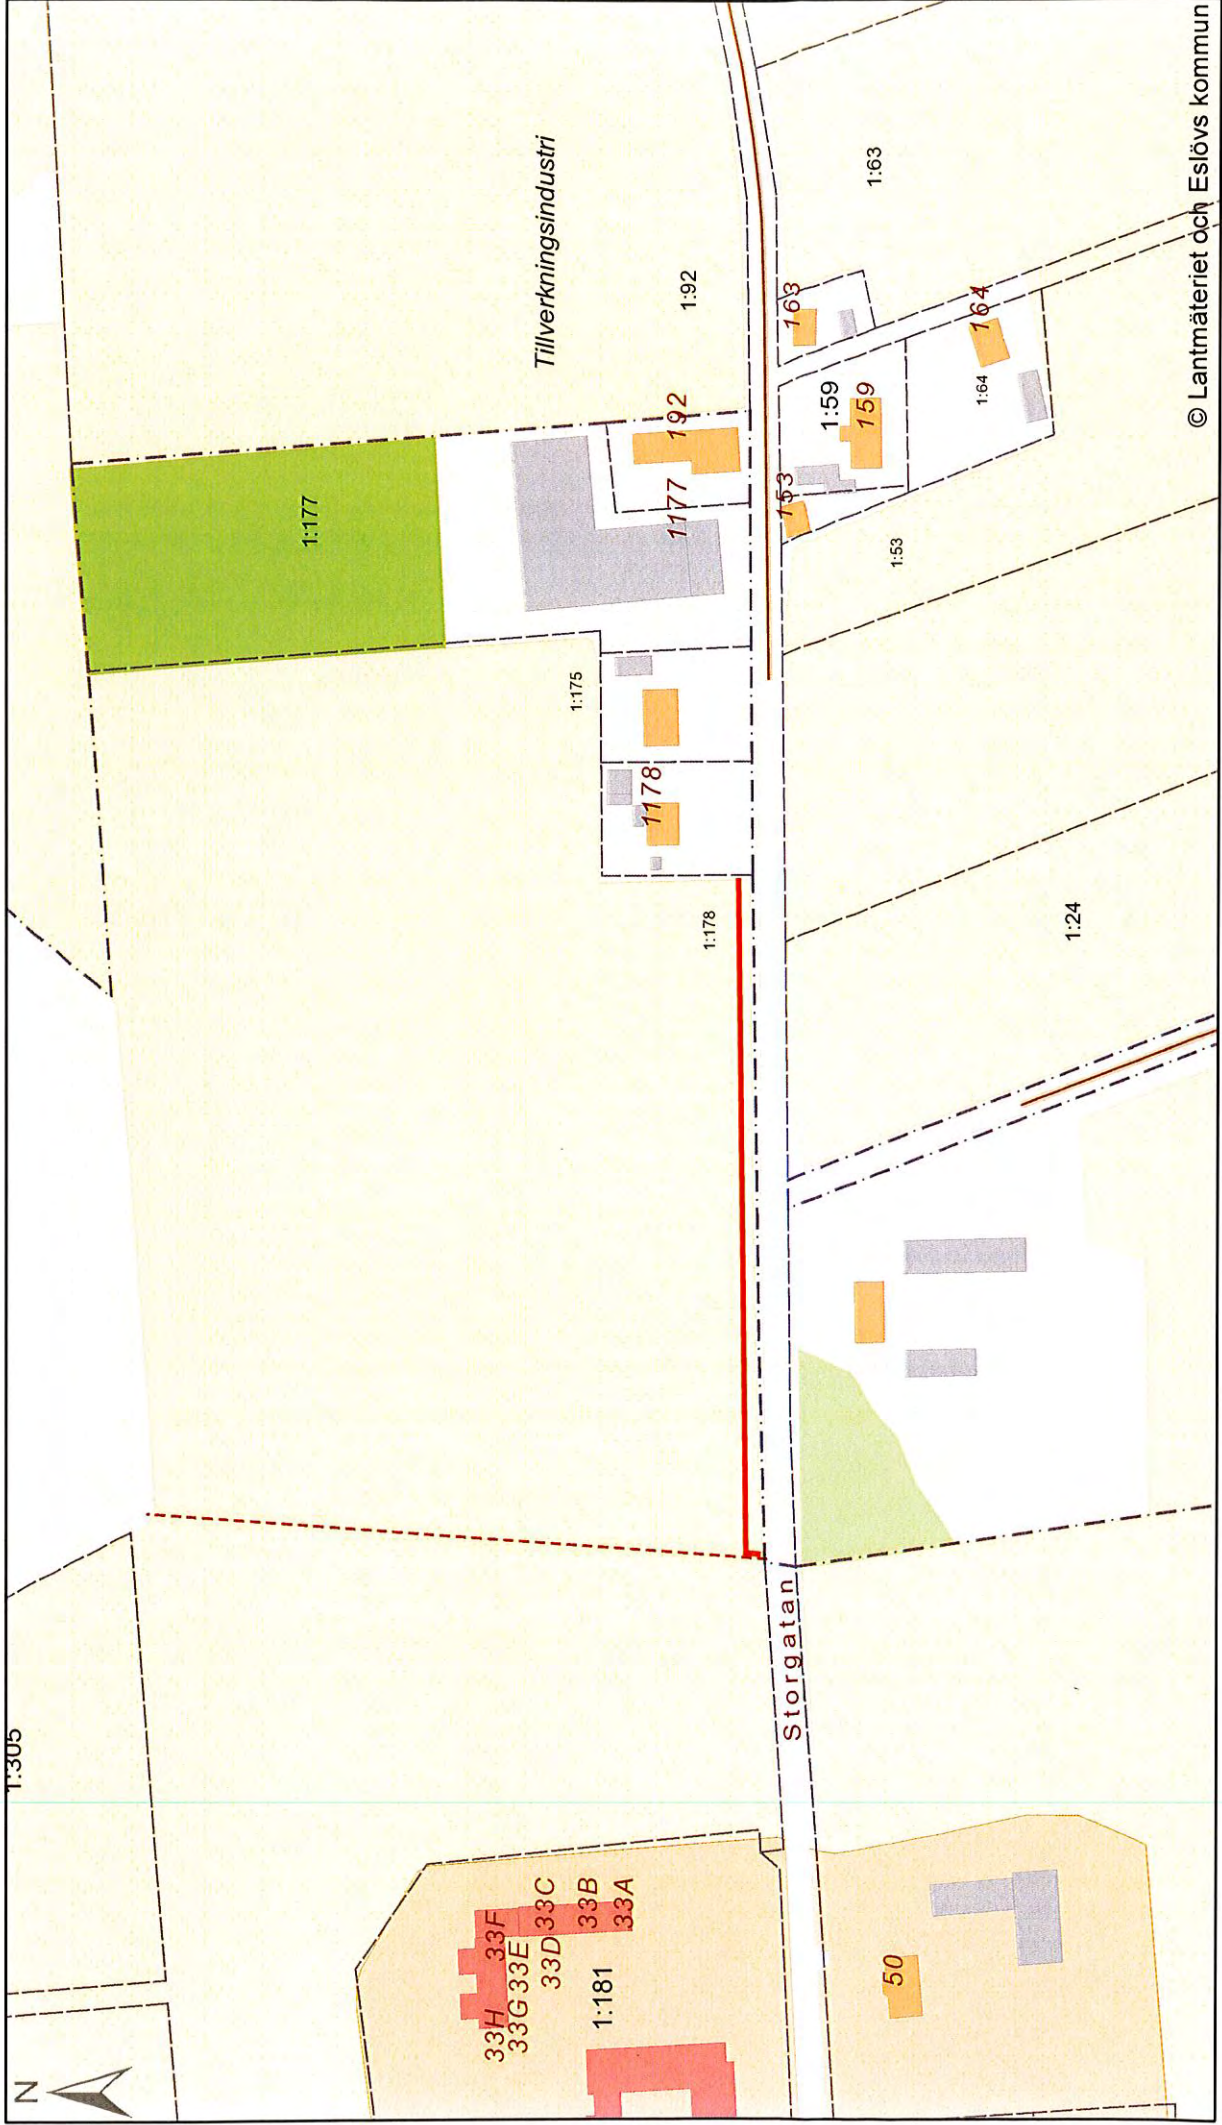 N
1:305
1:177
Tillverkningsindustri
1:92
192
1177
1:175
1178
1:178
163
1:63
164
1:64
1:59
159
153
1:53
1:24
Storgatan
33H
33G
33F
33E
33D
33C
33B
33A
1:181
50
© Lantmäteriet och Eslövs kommun